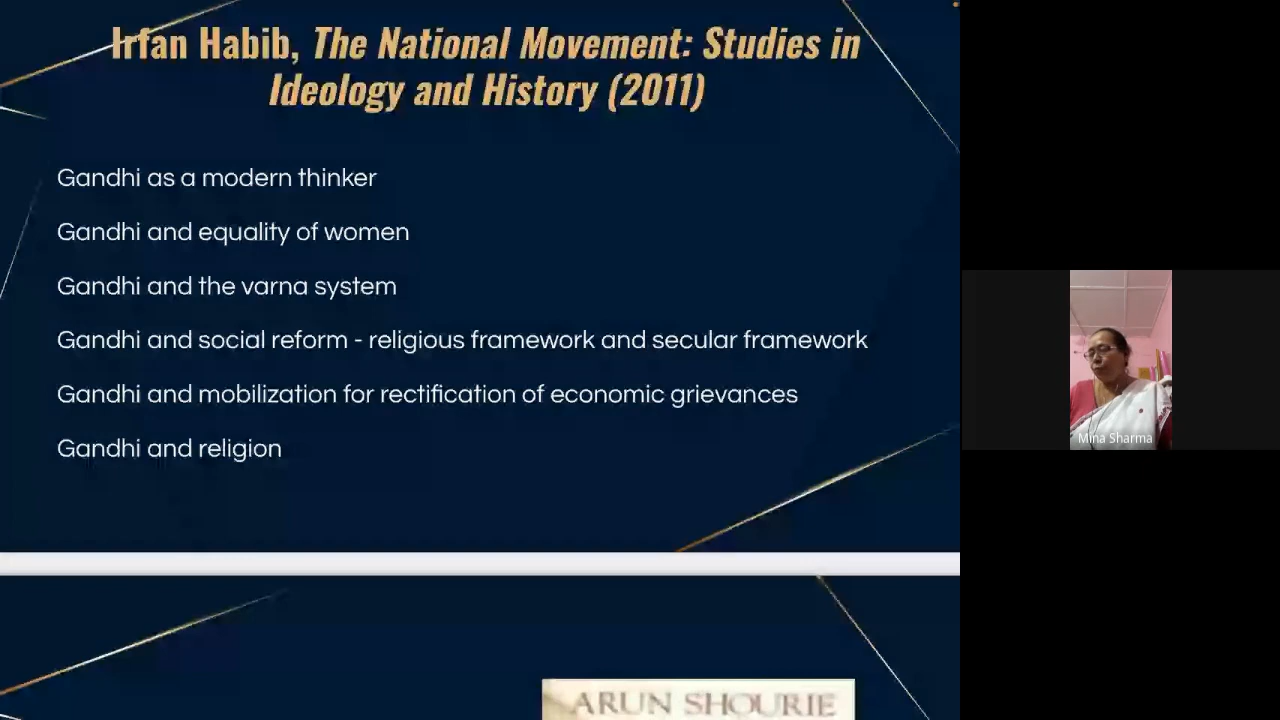 Irfan Habib, The National Movement: Studies in
Ideology and History (2011)
Gandhi as a modern thinker
Gandhi and equality of women
Gandhi and the varna system
Gandhi and social reform - religious framework and secular framework
Gandhi and mobilization for rectification of economic grievances
Gandhi and religion
Mina Sharma
ARUN SHOURIE